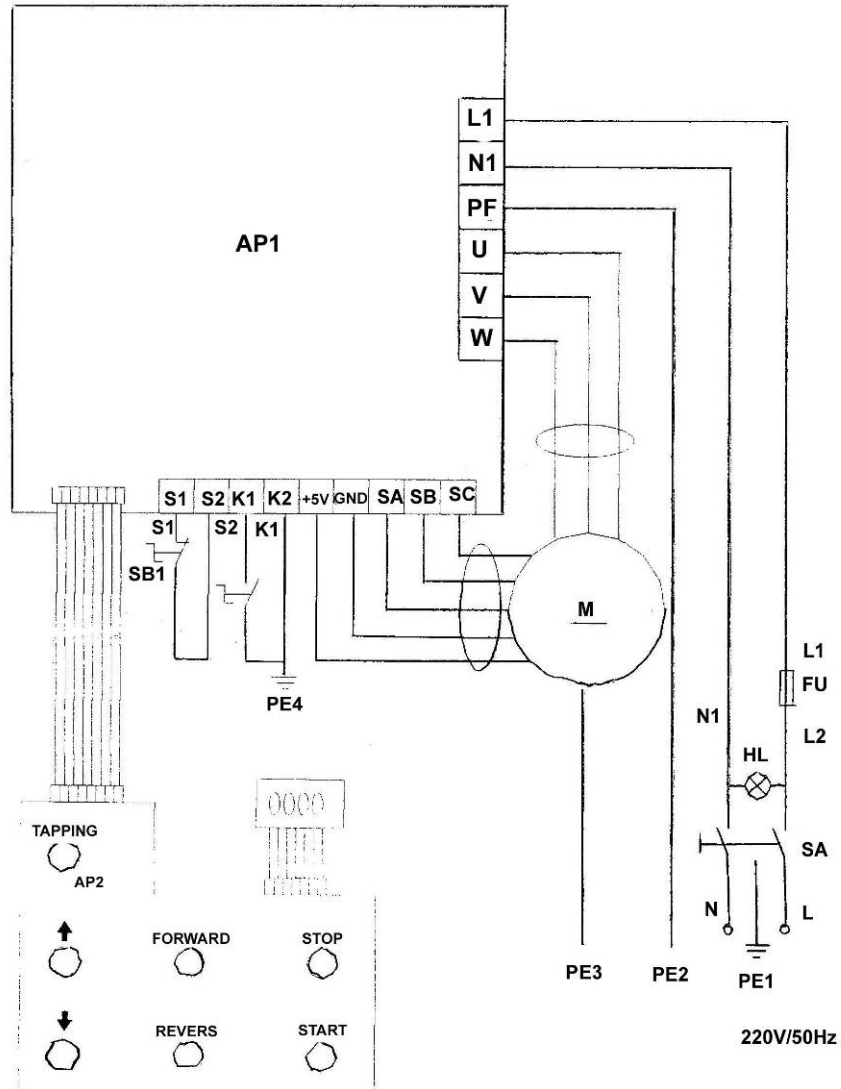 L1
N1
PF
AP1
U
V
W
S1 S2 K1 K2 +5V GND SA SB SC
S1 S2 K1
SB1
M
PE4
L1
FU
N1
L2
HL
0000
TAPPING
SA
AP2
N L
FORWARD STOP
PE3 PE2 PE1
REVERS START
220V/50Hz